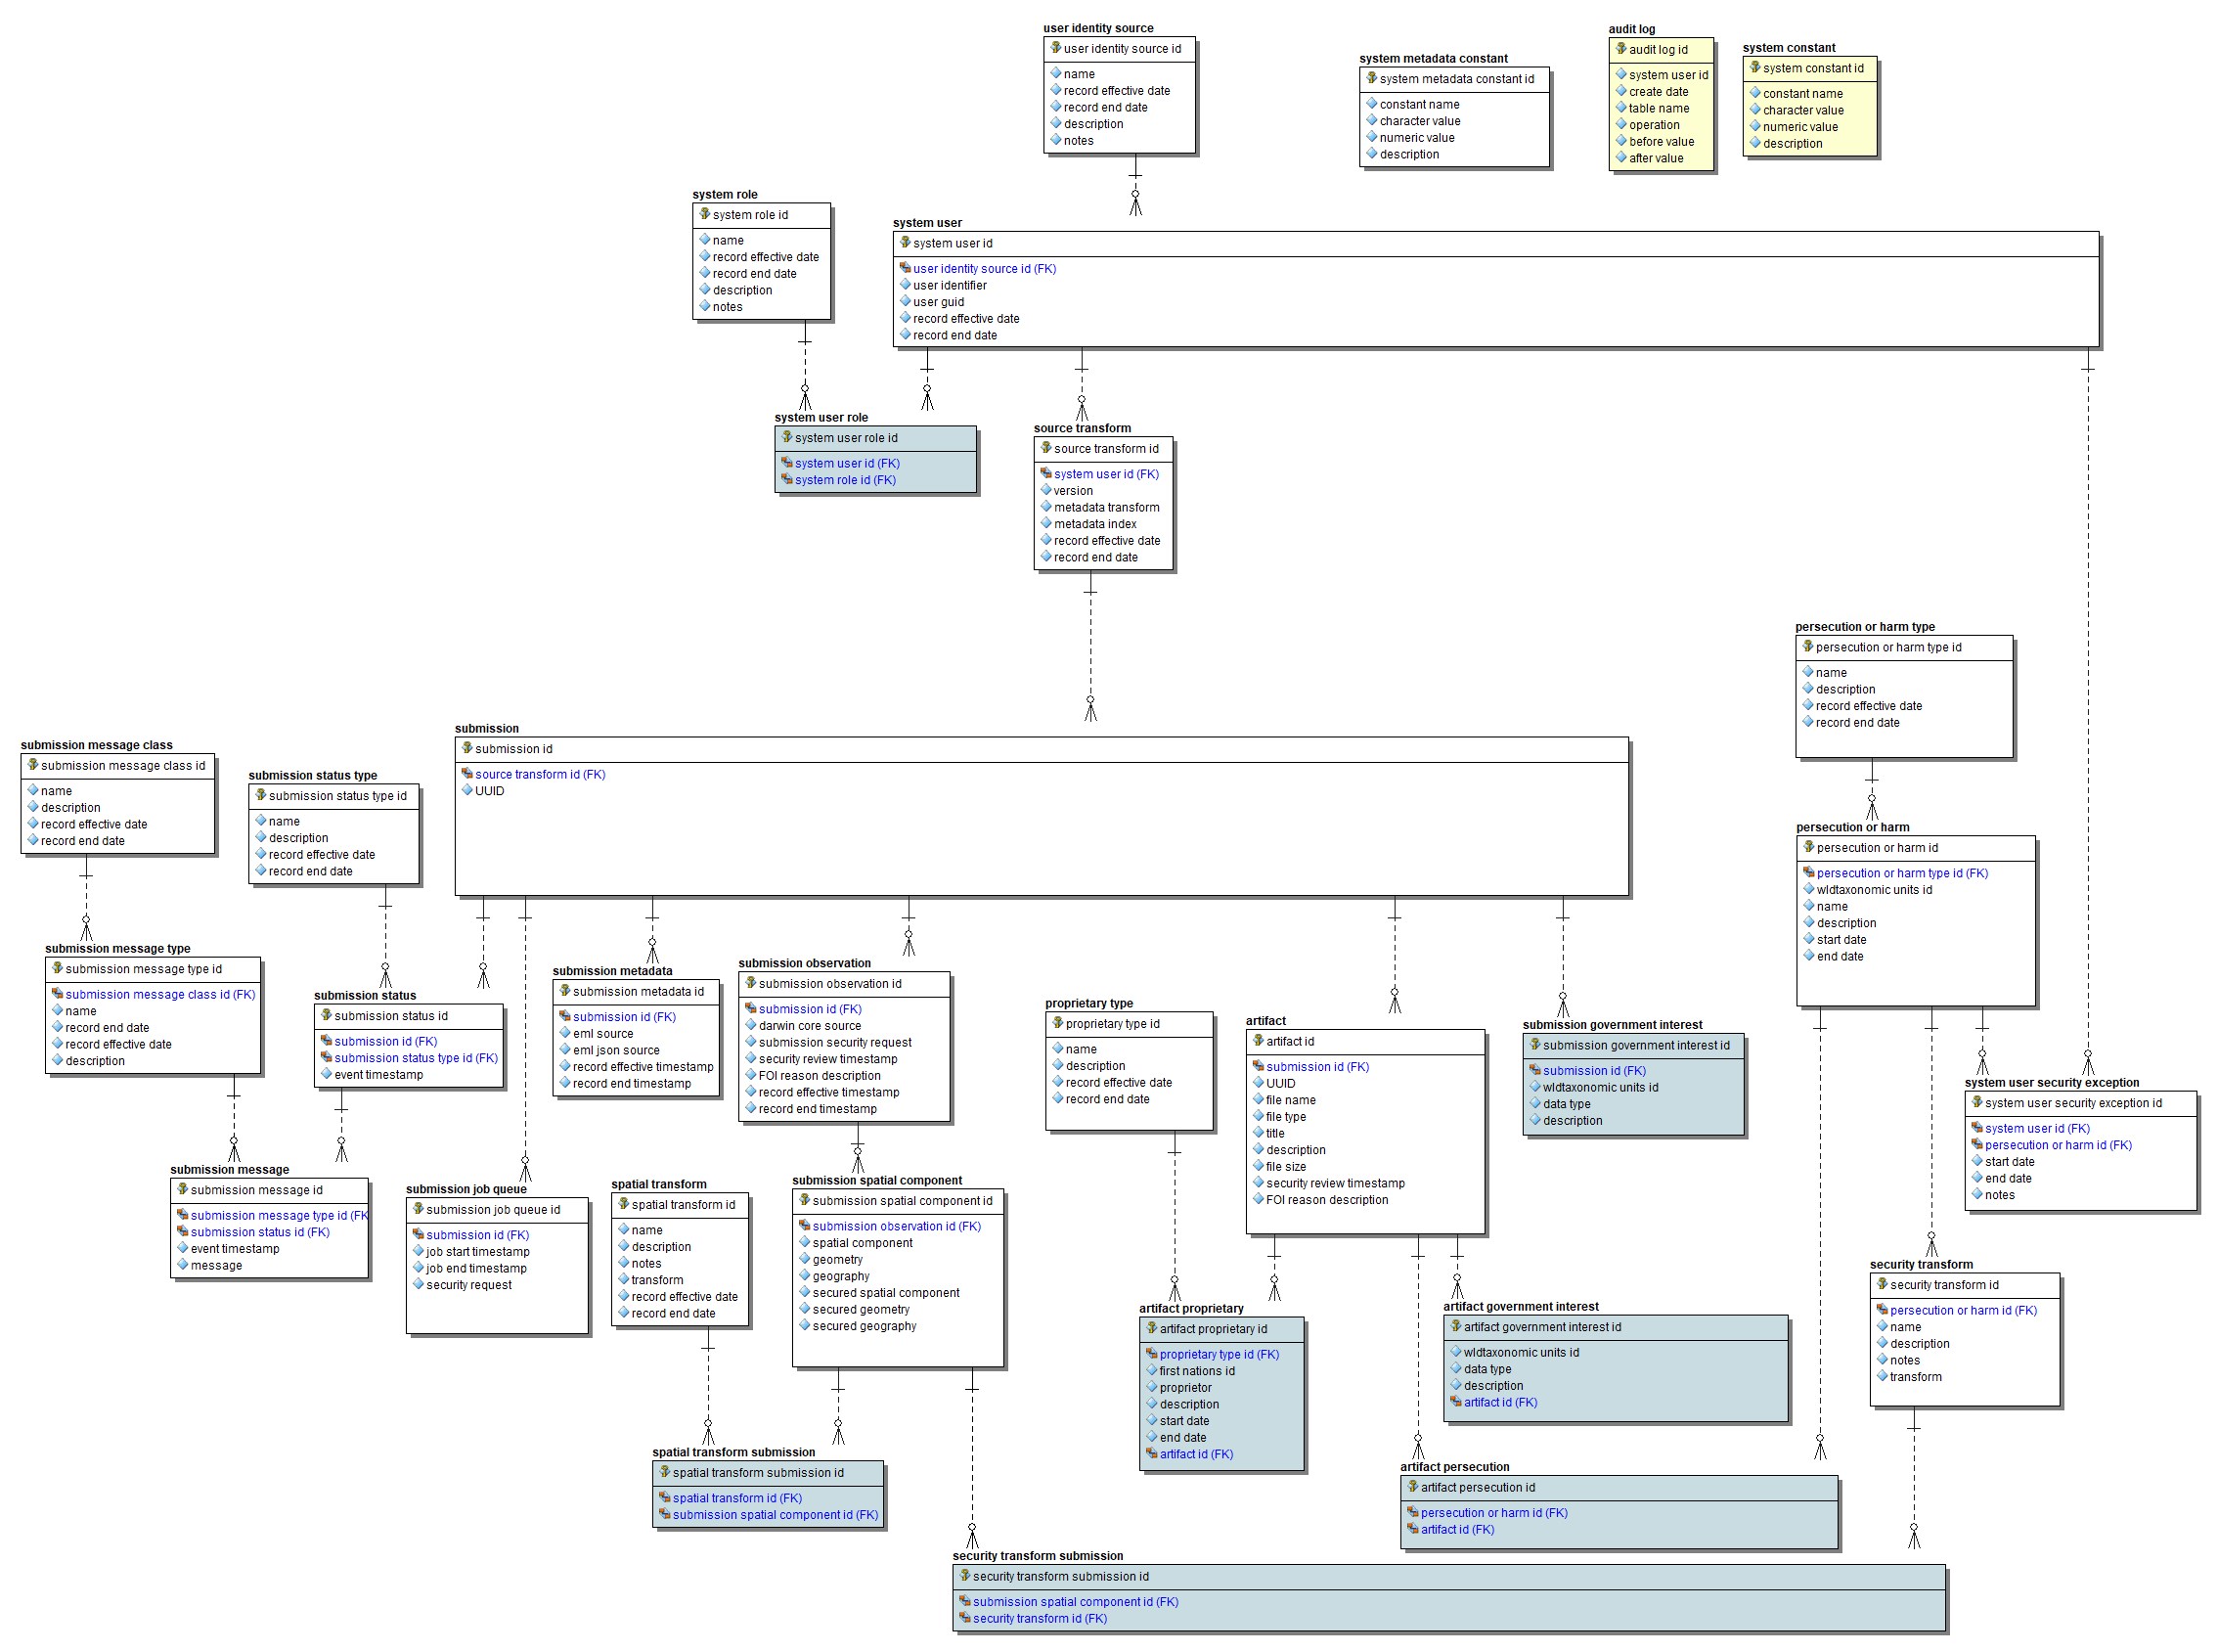 user identity source
user identity source id
name
record effective date
record end date
description
notes
system metadata constant
system metadata constant id
constant name
character value
numeric value
description
audit log
audit log id
system user id
create date
table name
operation
before value
after value
system constant
system constant id
constant name
character value
numeric value
description
system role
system role id
name
record effective date
record end date
description
notes
system user
system user id
user identity source id (FK)
user identifier
user guid
record effective date
record end date
system user role
system user role id
system user id (FK)
system role id (FK)
source transform
source transform id
system user id (FK)
version
metadata transform
metadata index
record effective date
record end date
persecution or harm type
persecution or harm type id
name
description
record effective date
record end date
submission
submission id
source transform id (FK)
UUID
submission message class
submission message class id
name
description
record effective date
record end date
submission status type
submission status type id
name
description
record effective date
record end date
persecution or harm
persecution or harm id
persecution or harm type id (FK)
wldtaxonomic units id
name
description
start date
end date
submission message type
submission message type id
submission message class id (FK)
name
record end date
record effective date
description
submission status
submission status id
submission id (FK)
submission status type id (FK)
event timestamp
submission metadata
submission metadata id
submission id (FK)
eml source
eml json source
record effective timestamp
record end timestamp
submission observation
submission observation id
submission id (FK)
darwin core source
submission security request
security review timestamp
FOI reason description
record effective timestamp
record end timestamp
proprietary type
proprietary type id
name
description
record effective date
record end date
artifact
artifact id
submission id (FK)
UUID
file name
file type
title
description
file size
security review timestamp
FOI reason description
submission government interest
submission government interest id
submission id (FK)
wldtaxonomic units id
data type
description
system user security exception
system user security exception id
system user id (FK)
persecution or harm id (FK)
start date
end date
notes
submission message
submission message id
submission message type id (FK
submission status id (FK)
event timestamp
message
submission job queue
submission job queue id
submission id (FK)
job start timestamp
job end timestamp
security request
spatial transform
spatial transform id
name
description
notes
transform
record effective date
record end date
submission spatial component
submission spatial component id
submission observation id (FK)
spatial component
geometry
geography
secured spatial component
secured geometry
secured geography
security transform
security transform id
persecution or harm id (FK)
name
description
notes
transform
artifact proprietary
artifact proprietary id
proprietary type id (FK)
first nations id
proprietor
description
start date
end date
artifact id (FK)
artifact government interest
artifact government interest id
wldtaxonomic units id
data type
description
artifact id (FK)
spatial transform submission
spatial transform submission id
spatial transform id (FK)
submission spatial component id (FK)
artifact persecution
artifact persecution id
persecution or harm id (FK)
artifact id (FK)
security transform submission
security transform submission id
submission spatial component id (FK)
security transform id (FK)